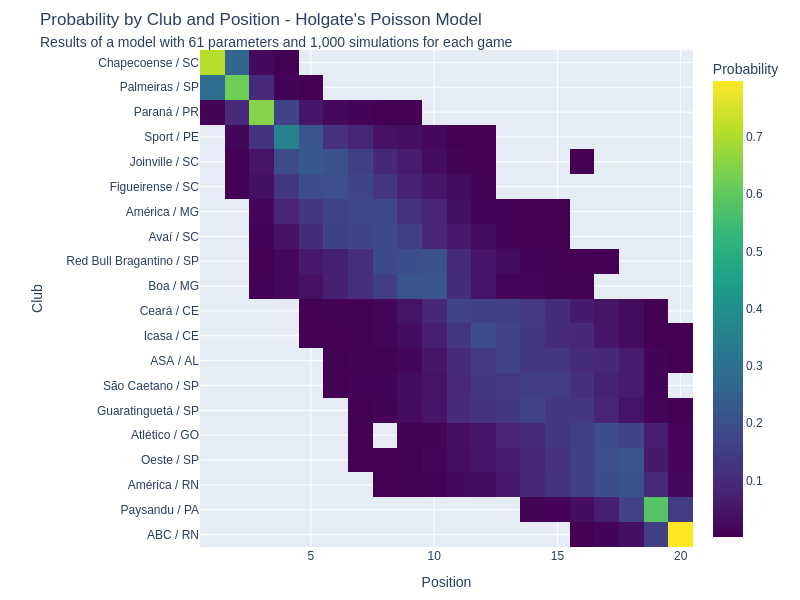 Probability by Club and Position - Holgate's Poisson Model
Results of a model with 61 parameters and 1,000 simulations for each game
Probability
Chapecoense / SC
Palmeiras / SP
Paraná / PR
Sport / PE
Joinville / SC
Figueirense / SC
América / MG
Avaí / SC
Red Bull Bragantino / SP
Boa / MG
Ceará / CE
Icasa / CE
ASA / AL
São Caetano / SP
Guaratinguetá / SP
Atlético / GO
Oeste / SP
América / RN
Paysandu / PA
ABC / RN
Club
0.7
0.6
0.5
0.4
0.3
0.2
0.1
5
10
15
20
Position